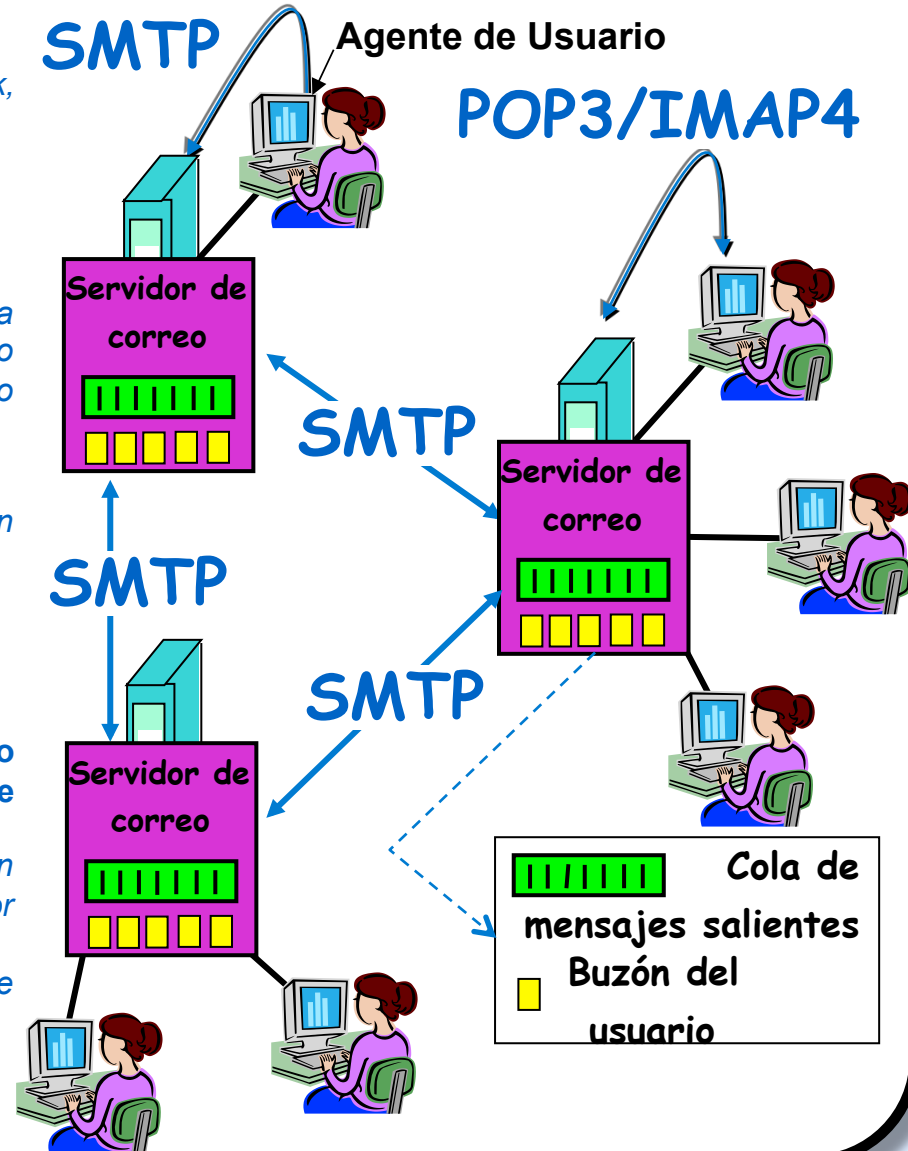 SMTP
Agente de Usuario
k,
POP3/IMAP4
Servidor de
correo
a
o
o
SMTP
Servidor de
correo
n
SMTP
SMTP
o
e
Servidor de
correo
n
or
e
Cola de
mensajes salientes
Buzón del
usuario